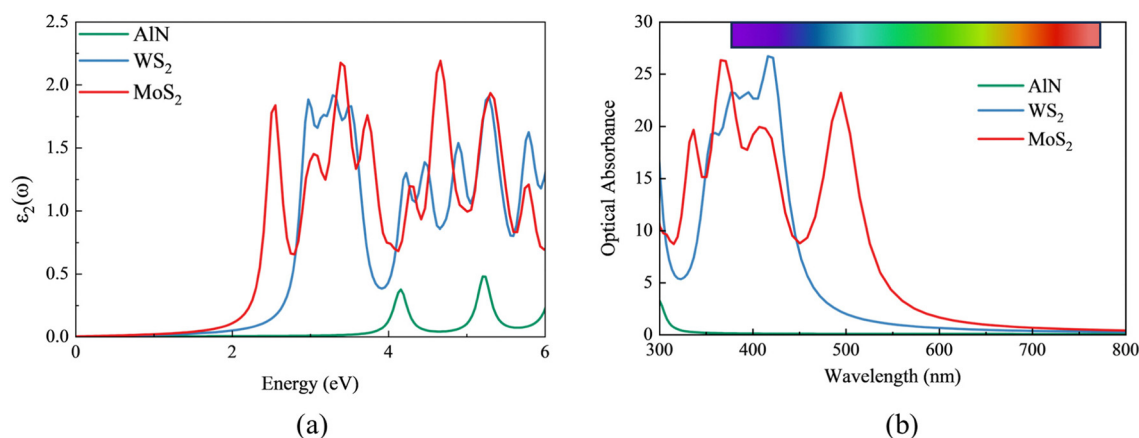 2.5
2.0
1.5
1.0
0.5
0.0
ε₂(ω)
AlN
WS₂
MoS₂
0 2 4 6
Energy (eV)
(a)
30
25
20
15
10
5
0
Optical Absorbance
AlN
WS₂
MoS₂
300 400 500 600 700 800
Wavelength (nm)
(b)